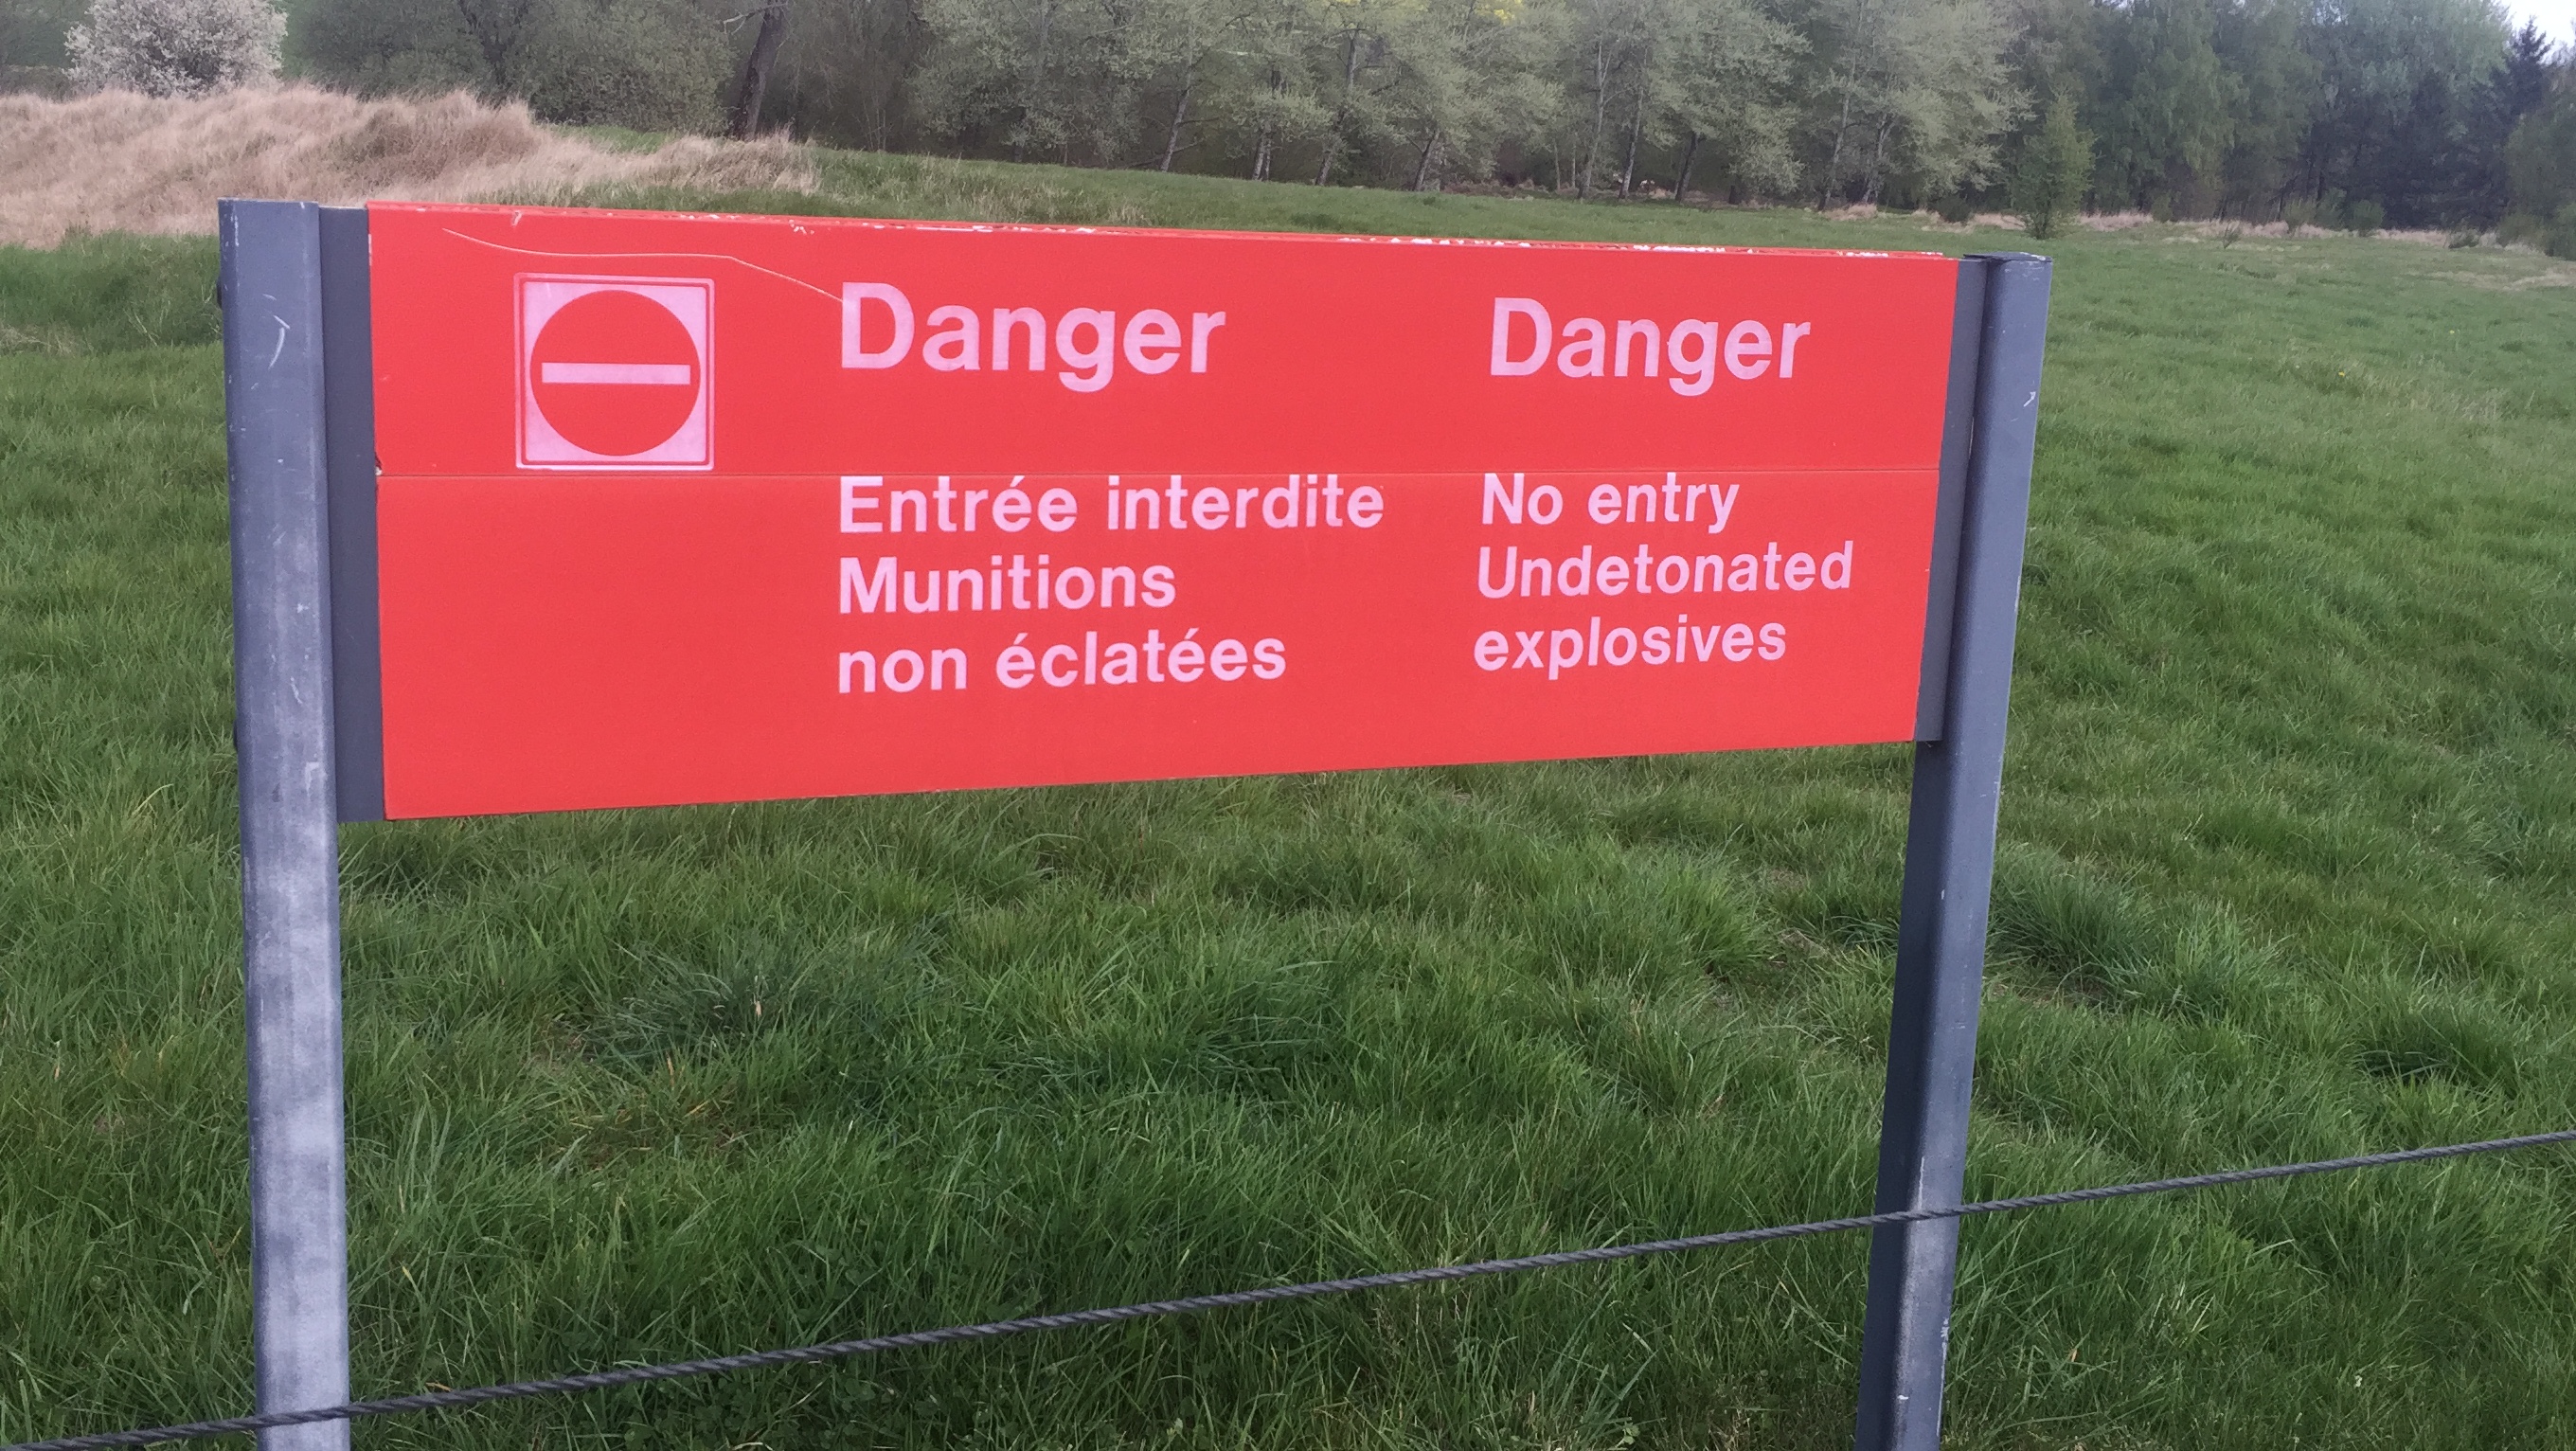 Danger
Entrée interdite
Munitions
non éclatées
Danger
No entry
Undetonated
explosives